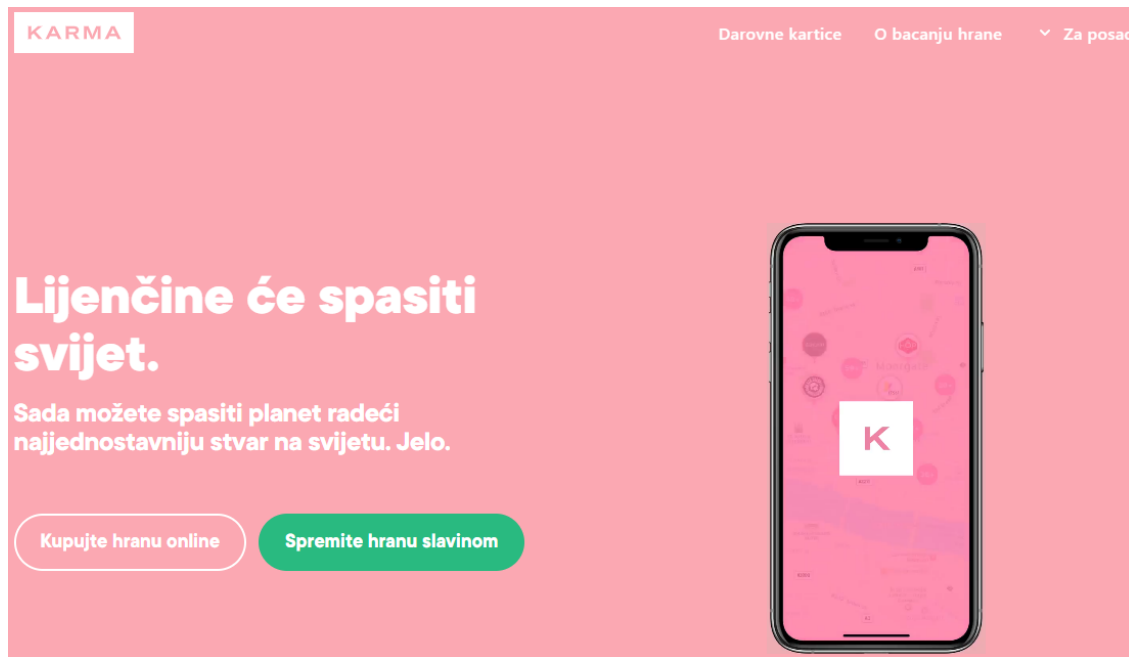 KARMA
Darovne kartice O bacanju hrane Za posao
Lijenčine će spasiti
svijet.
Sada možete spasiti planet radeći
najjednostavniju stvar na svijetu. Jelo.
Kupujte hranu online Spremite hranu slavinom
K